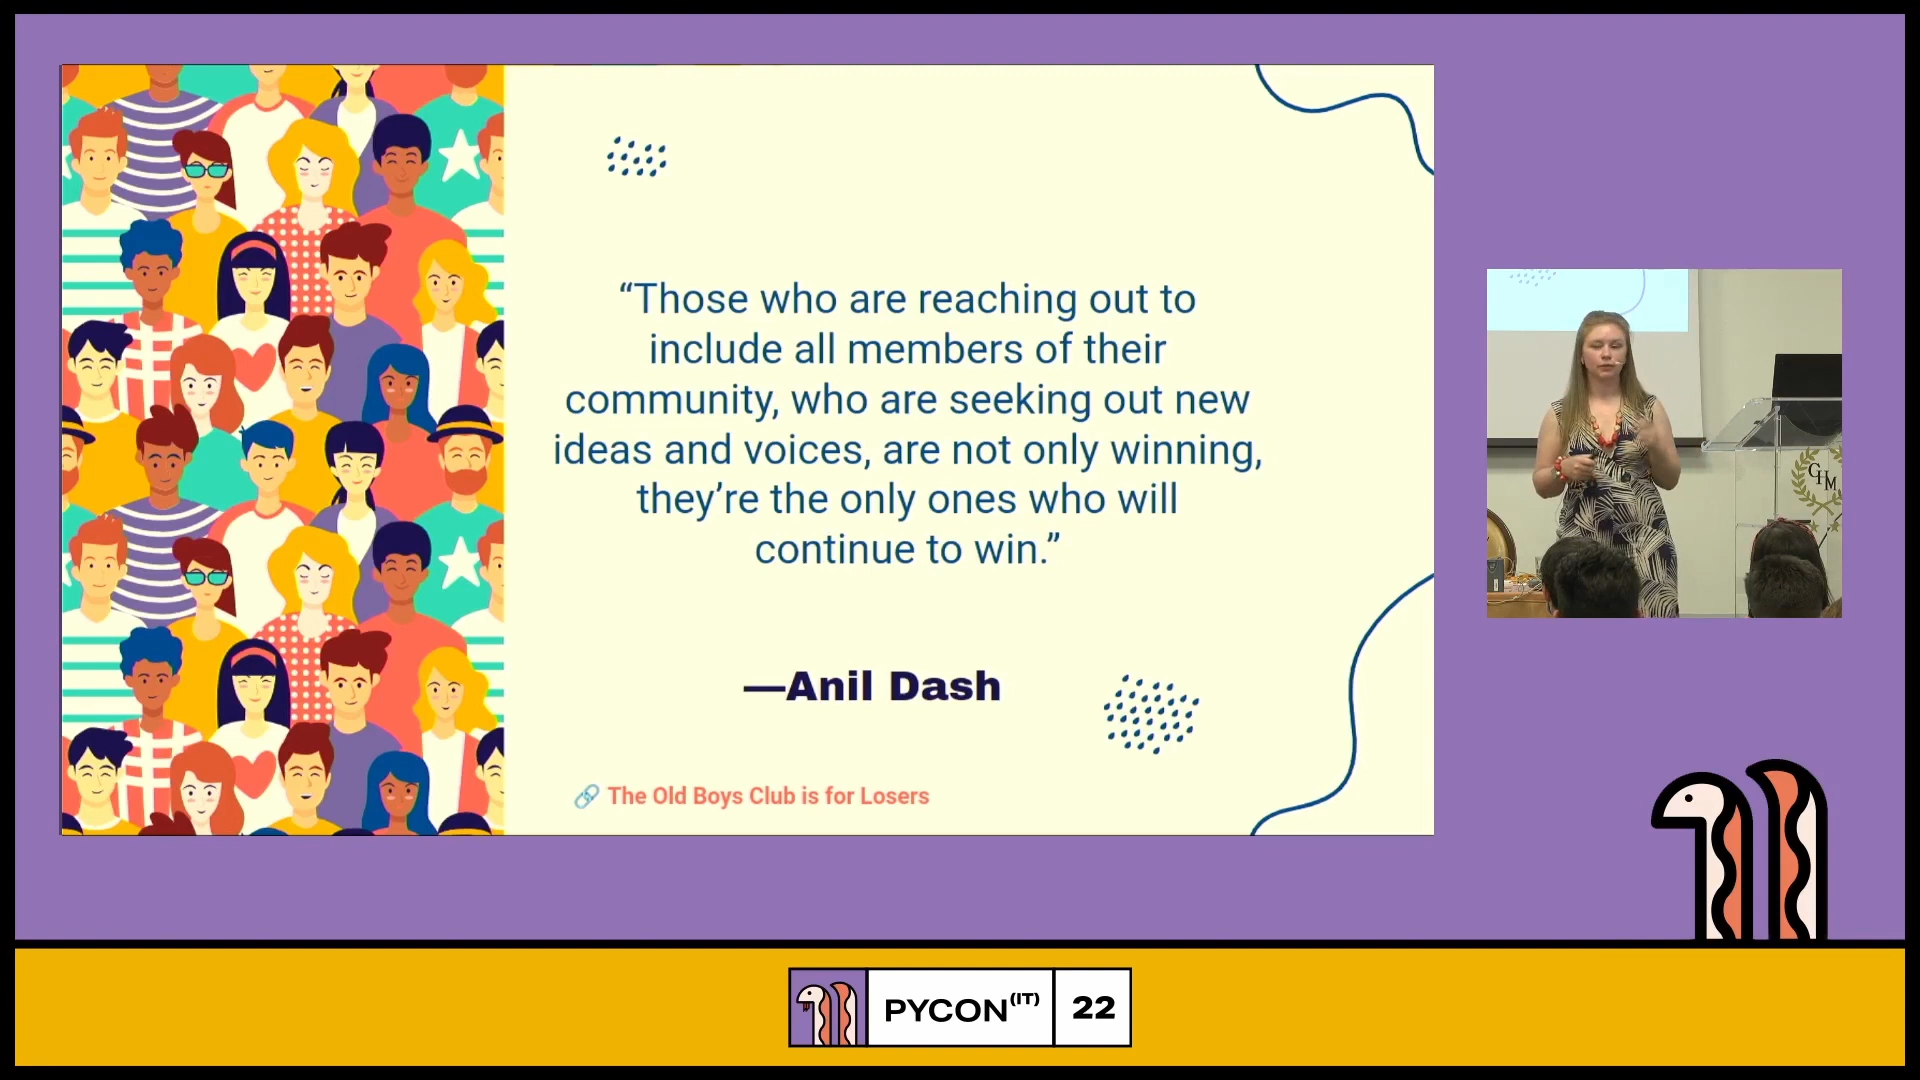 “Those who are reaching out to
include all members of their
community, who are seeking out new
ideas and voices, are not only winning,
they’re the only ones who will
continue to win.”
—Anil Dash
The Old Boys Club is for Losers
GHM
PYCON(IT) 22